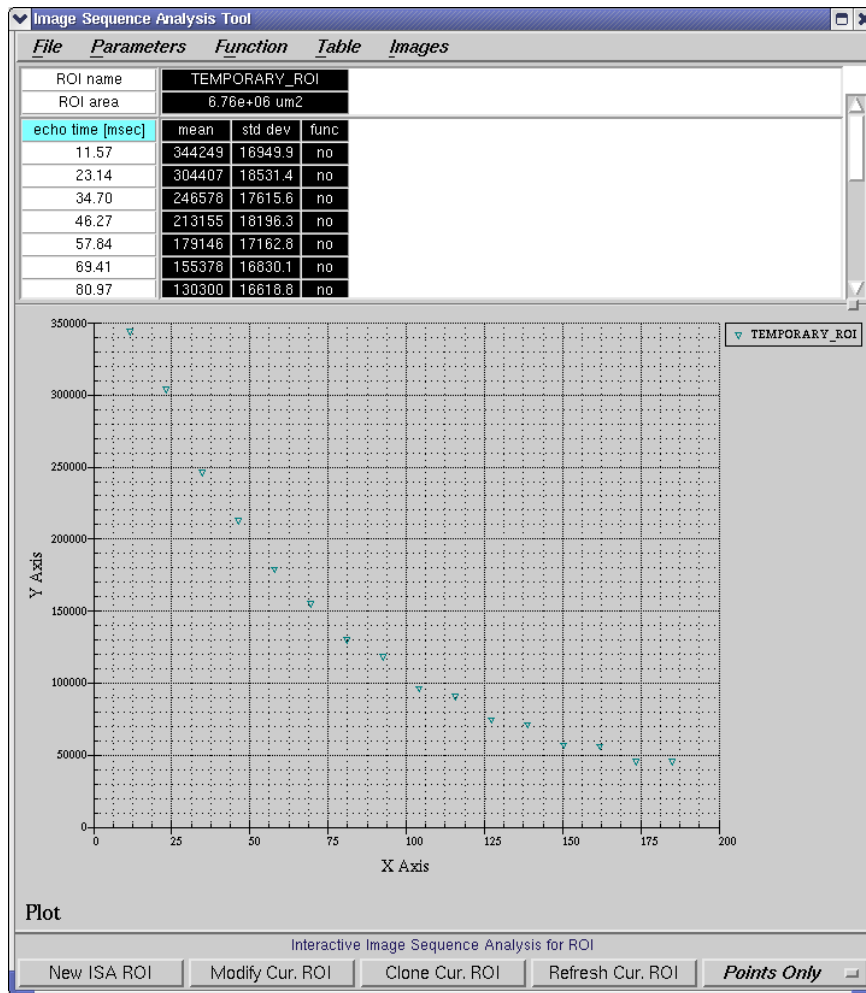 Image Sequence Analysis Tool
File Parameters Function Table Images
ROI name TEMPORARY_ROI
ROI area 6.76e+06 um2
echo time [msec] mean std dev func
11.57 344249 16949.9 no
23.14 304407 18531.4 no
34.70 246578 17615.6 no
46.27 213155 18196.3 no
57.84 179146 17162.8 no
69.41 155378 16830.1 no
80.97 130300 16618.8 no
350000
TEMPORARY_ROI
300000
250000
200000
Y Axis
150000
100000
50000
0
0 25 50 75 100 125 150 175 200
X Axis
Plot
Interactive Image Sequence Analysis for ROI
New ISA ROI Modify Cur. ROI Clone Cur. ROI Refresh Cur. ROI Points Only